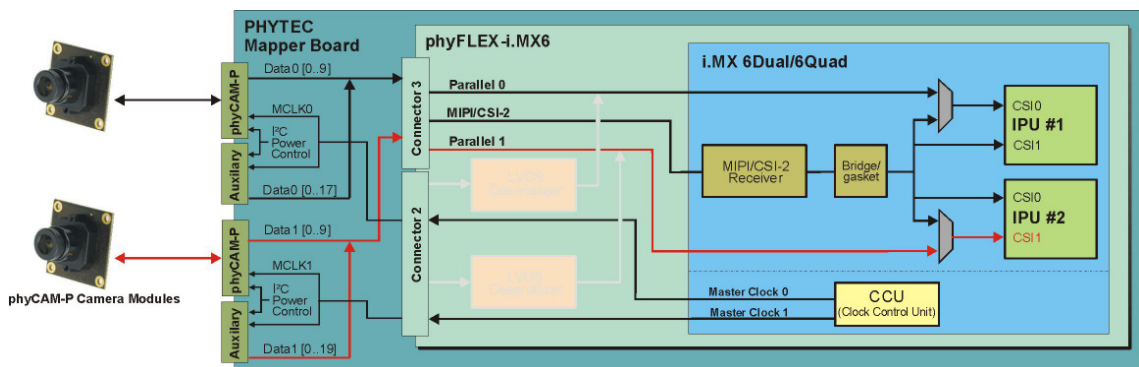 PHYTEC
Mapper Board
phyFLEX-i.MX6
i.MX 6Dual/6Quad
phyCAM-P
Data0 [0..9]
MCLK0
I²C
Power
Control
Auxilary
Data0 [0..17]
phyCAM-P
Data1 [0..9]
MCLK1
I²C
Power
Control
Auxilary
Data1 [0..19]
phyCAM-P Camera Modules
Connector 3
Connector 2
Parallel 0
MIPI/CSI-2
Parallel 1
MIPI/CSI-2
Receiver
Bridge/
gasket
CSI0
IPU #1
CSI1
CSI0
IPU #2
CSI1
Master Clock 0
Master Clock 1
CCU
(Clock Control Unit)